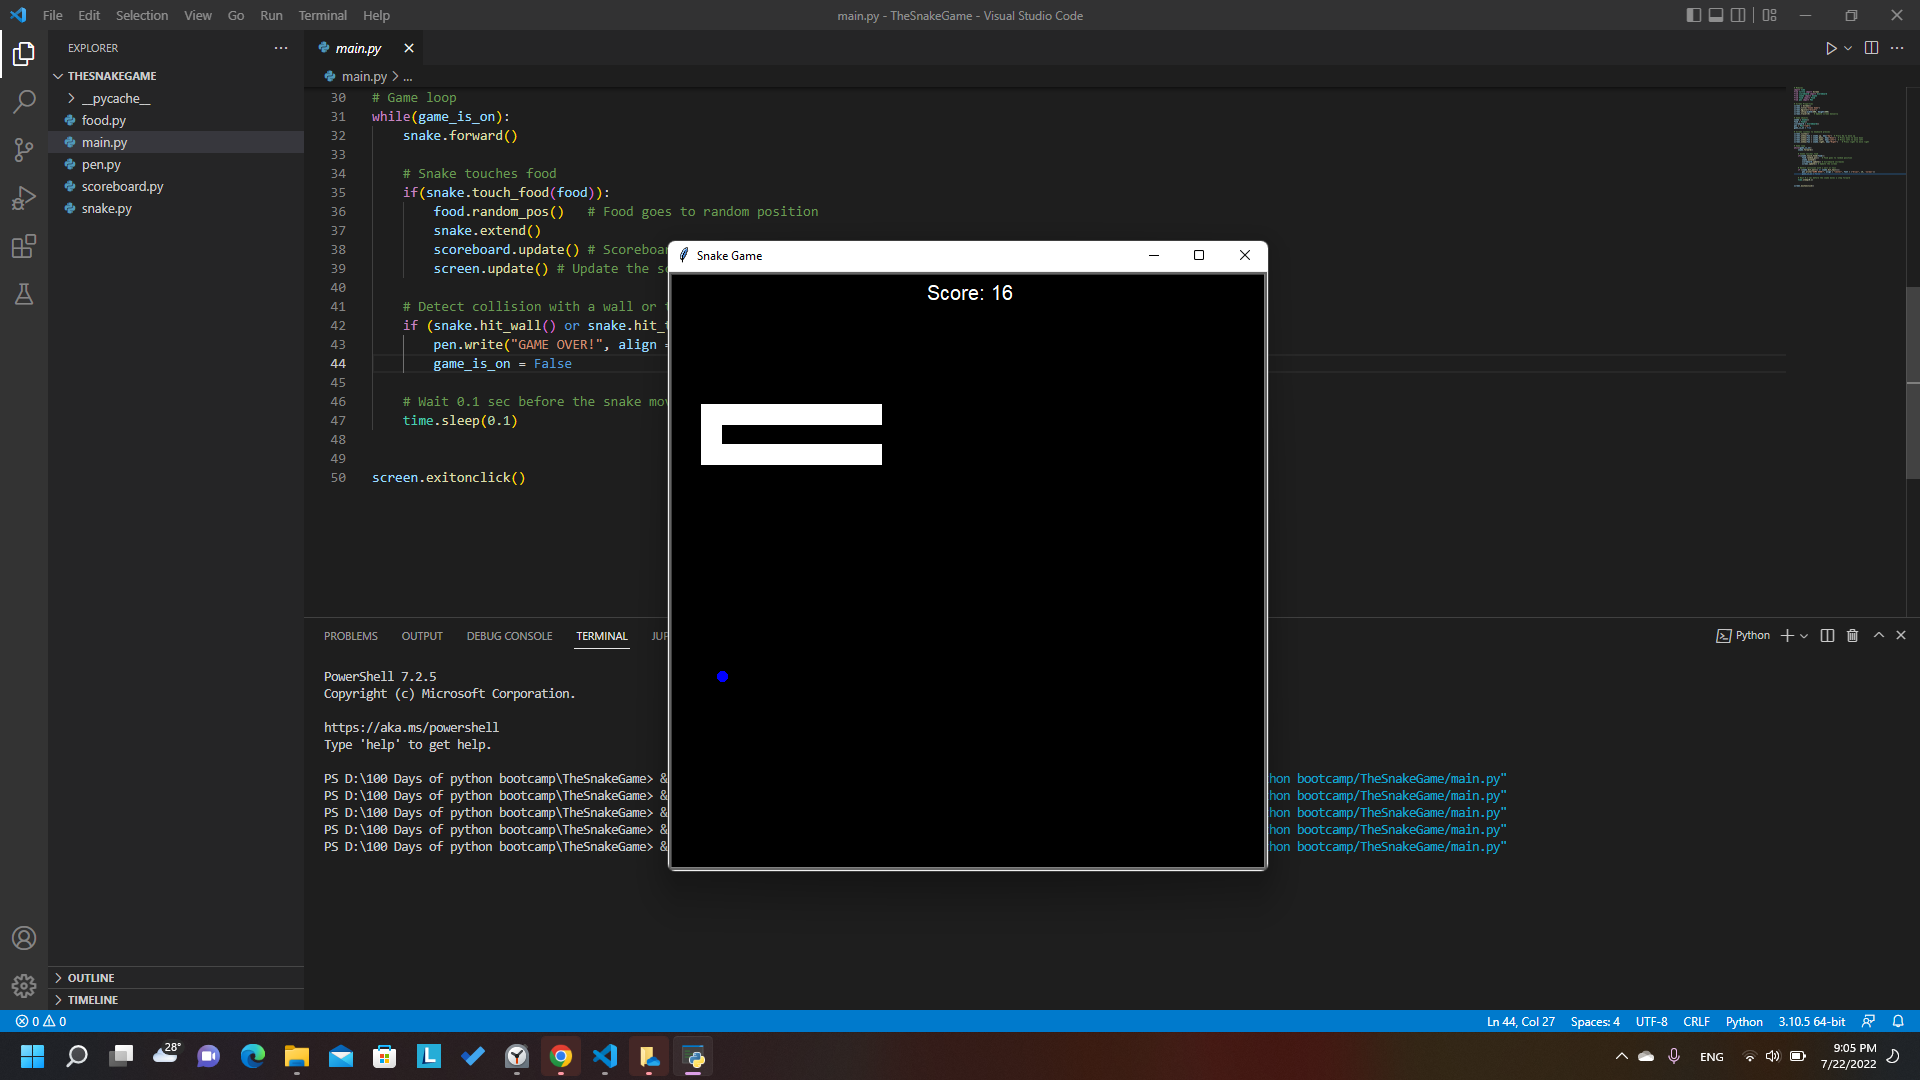 File Edit Selection View Go Run Terminal Help
main.py - TheSnakeGame - Visual Studio Code
EXPLORER
THESNAKEGAME
__pycache__
food.py
main.py
pen.py
scoreboard.py
snake.py
OUTLINE
TIMELINE
main.py
main.py > ...
30 # Game loop
31 while(game_is_on):
32 snake.forward()
33
34 # Snake touches food
35 if(snake.touch_food(food)):
36 food.random_pos() # Food goes to random position
37 snake.extend()
38 scoreboard.update() # Scoreboar
39 screen.update() # Update the sc
40
41 # Detect collision with a wall or t
42 if (snake.hit_wall() or snake.hit_t
43 pen.write("GAME OVER!", align =
44 game_is_on = False
45
46 # Wait 0.1 sec before the snake mov
47 time.sleep(0.1)
48
49
50 screen.exitonclick()
Snake Game
Score: 16
PROBLEMS OUTPUT DEBUG CONSOLE TERMINAL JUP
Python
PowerShell 7.2.5
Copyright (c) Microsoft Corporation.
https://aka.ms/powershell
Type 'help' to get help.
PS D:\100 Days of python bootcamp\TheSnakeGame> & hon bootcamp/TheSnakeGame/main.py"
PS D:\100 Days of python bootcamp\TheSnakeGame> & hon bootcamp/TheSnakeGame/main.py"
PS D:\100 Days of python bootcamp\TheSnakeGame> & hon bootcamp/TheSnakeGame/main.py"
PS D:\100 Days of python bootcamp\TheSnakeGame> & hon bootcamp/TheSnakeGame/main.py"
PS D:\100 Days of python bootcamp\TheSnakeGame> & hon bootcamp/TheSnakeGame/main.py"
0 0
Ln 44, Col 27 Spaces: 4 UTF-8 CRLF Python 3.10.5 64-bit
28°
L
ENG
9:05 PM
7/22/2022